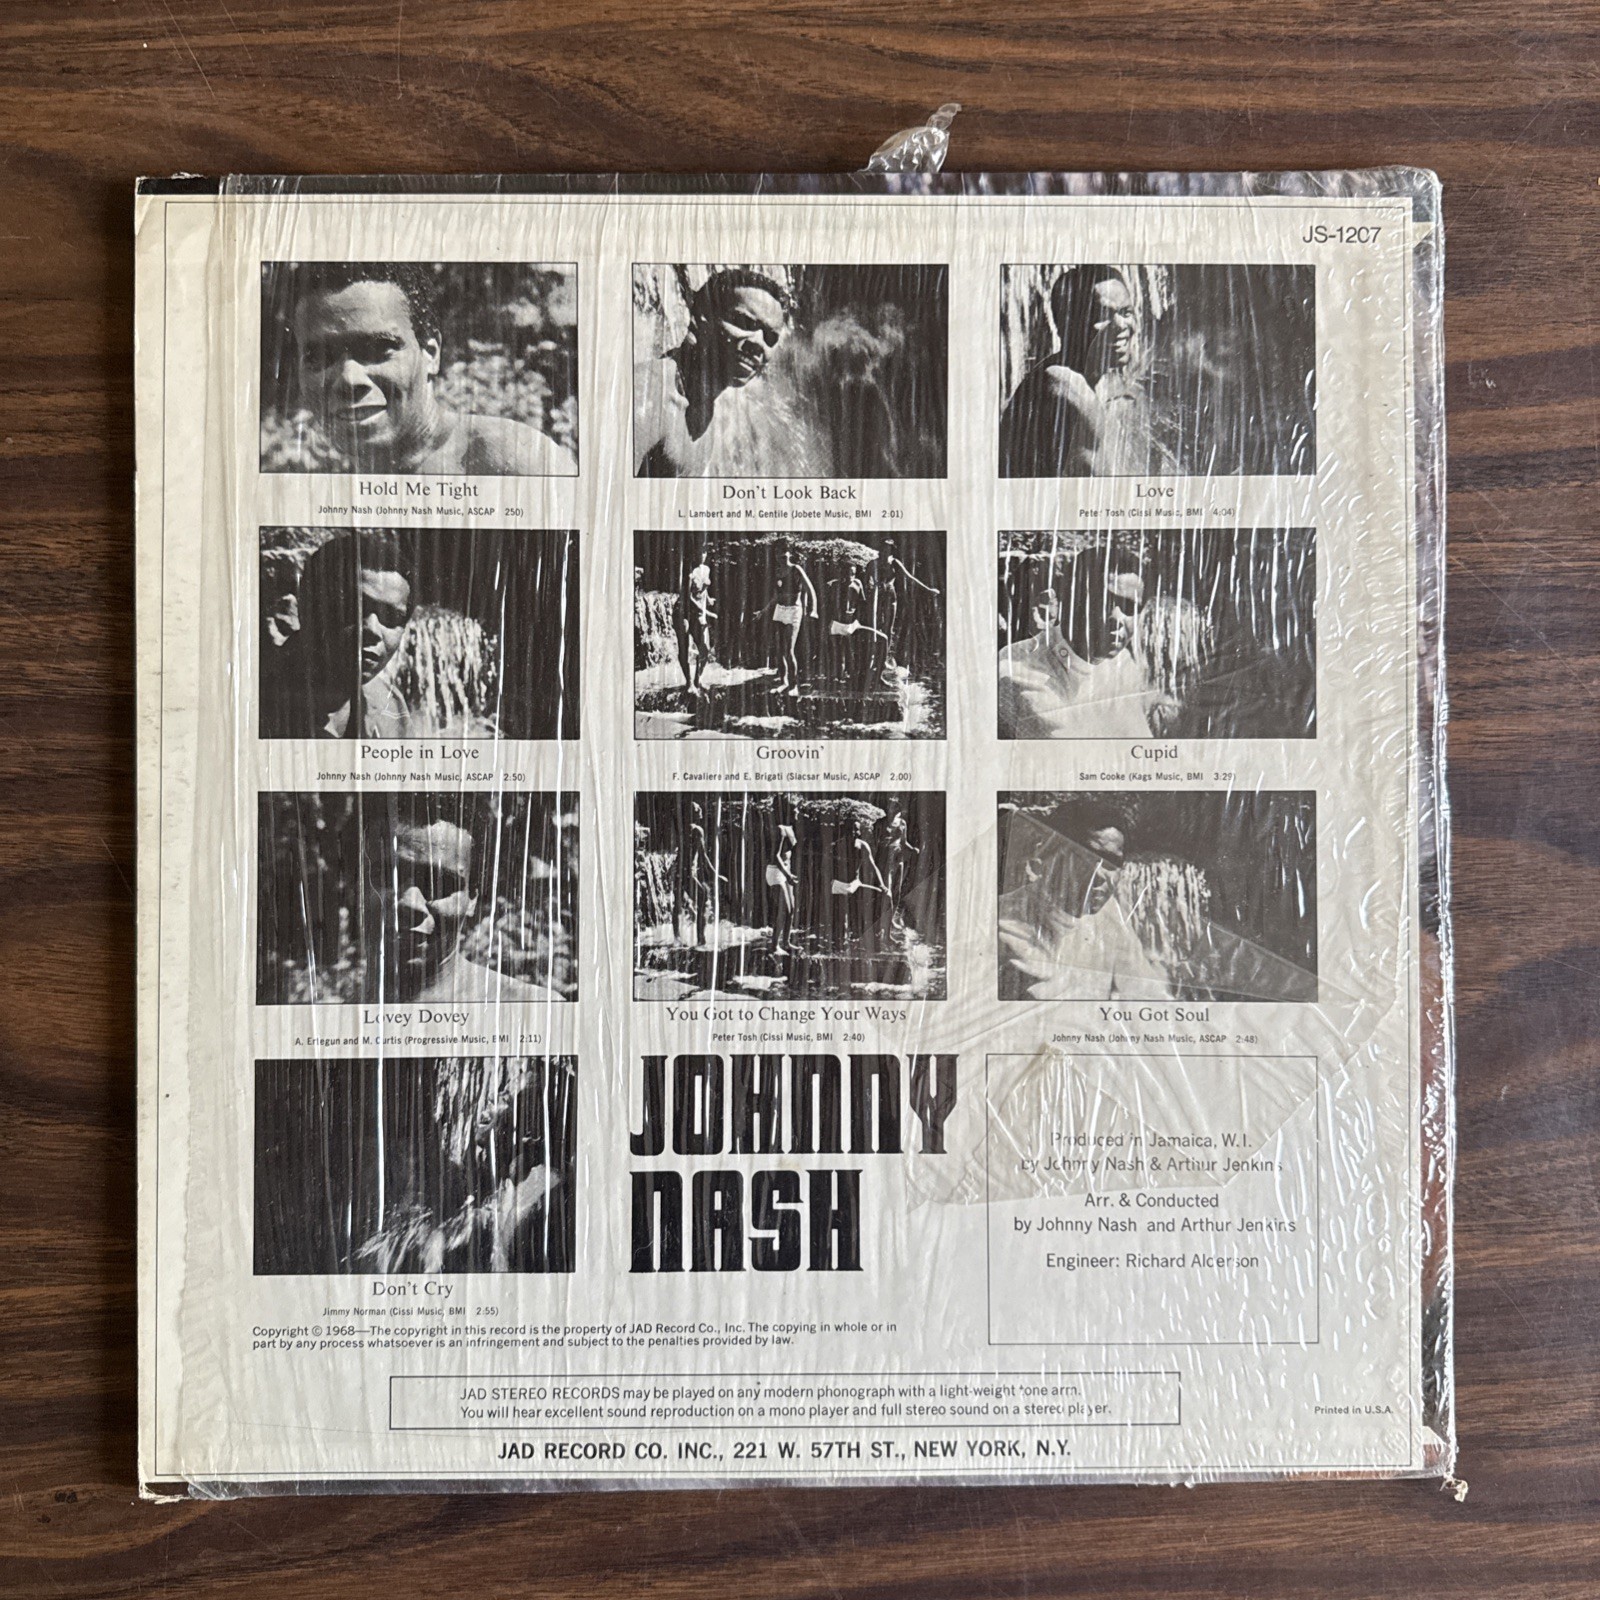 JS-1207
Hold Me Tight
Johnny Nash (Johnny Nash Music, ASCAP 250)
Don't Look Back
L. Lambert and M. Gentile (Jobete Music, BMI 2:01)
Love
Peter Tosh (Cissi Music, BMI 4:04)
People in Love
Johnny Nash (Johnny Nash Music, ASCAP 2:50)
Groovin'
F. Cavaliere and E. Brigati (Slacsar Music, ASCAP 2:00)
Cupid
Sam Cooke (Kags Music, BMI 3:29)
Lovey Dovey
A. Ertegun and M. Curtis (Progressive Music, BMI 2:11)
You Got to Change Your Ways
Peter Tosh (Cissi Music, BMI 2:40)
You Got Soul
Johnny Nash (Johnny Nash Music, ASCAP 2:48)
Don't Cry
Jimmy Norman (Cissi Music, BMI 2:55)
JOHNNY
NASH
Produced in Jamaica, W.I.
by Johnny Nash & Arthur Jenkins
Arr. & Conducted
by Johnny Nash and Arthur Jenkins
Engineer: Richard Alderson
Copyright © 1968—The copyright in this record is the property of JAD Record Co., Inc. The copying in whole or in
part by any process whatsoever is an infringement and subject to the penalties provided by law.
JAD STEREO RECORDS may be played on any modern phonograph with a light-weight tone arm.
You will hear excellent sound reproduction on a mono player and full stereo sound on a stereo player.
Printed in U.S.A.
JAD RECORD CO. INC., 221 W. 57TH ST., NEW YORK, N.Y.